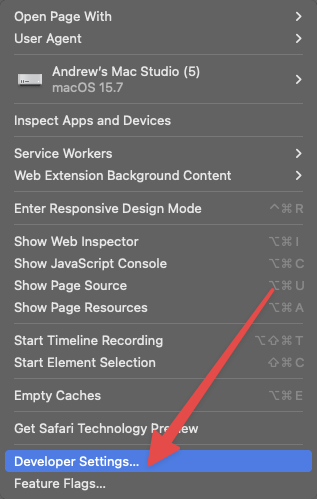 Open Page With
User Agent
Andrew's Mac Studio (5)
macOS 15.7
Inspect Apps and Devices
Service Workers
Web Extension Background Content
Enter Responsive Design Mode ⌃⌘R
Show Web Inspector ⌥⌘I
Show JavaScript Console ⌥⌘C
Show Page Source ⌥⌘U
Show Page Resources ⌥⌘A
Start Timeline Recording ⌥⇧⌘T
Start Element Selection ⇧⌘C
Empty Caches ⌥⌘E
Get Safari Technology Preview
Developer Settings...
Feature Flags...